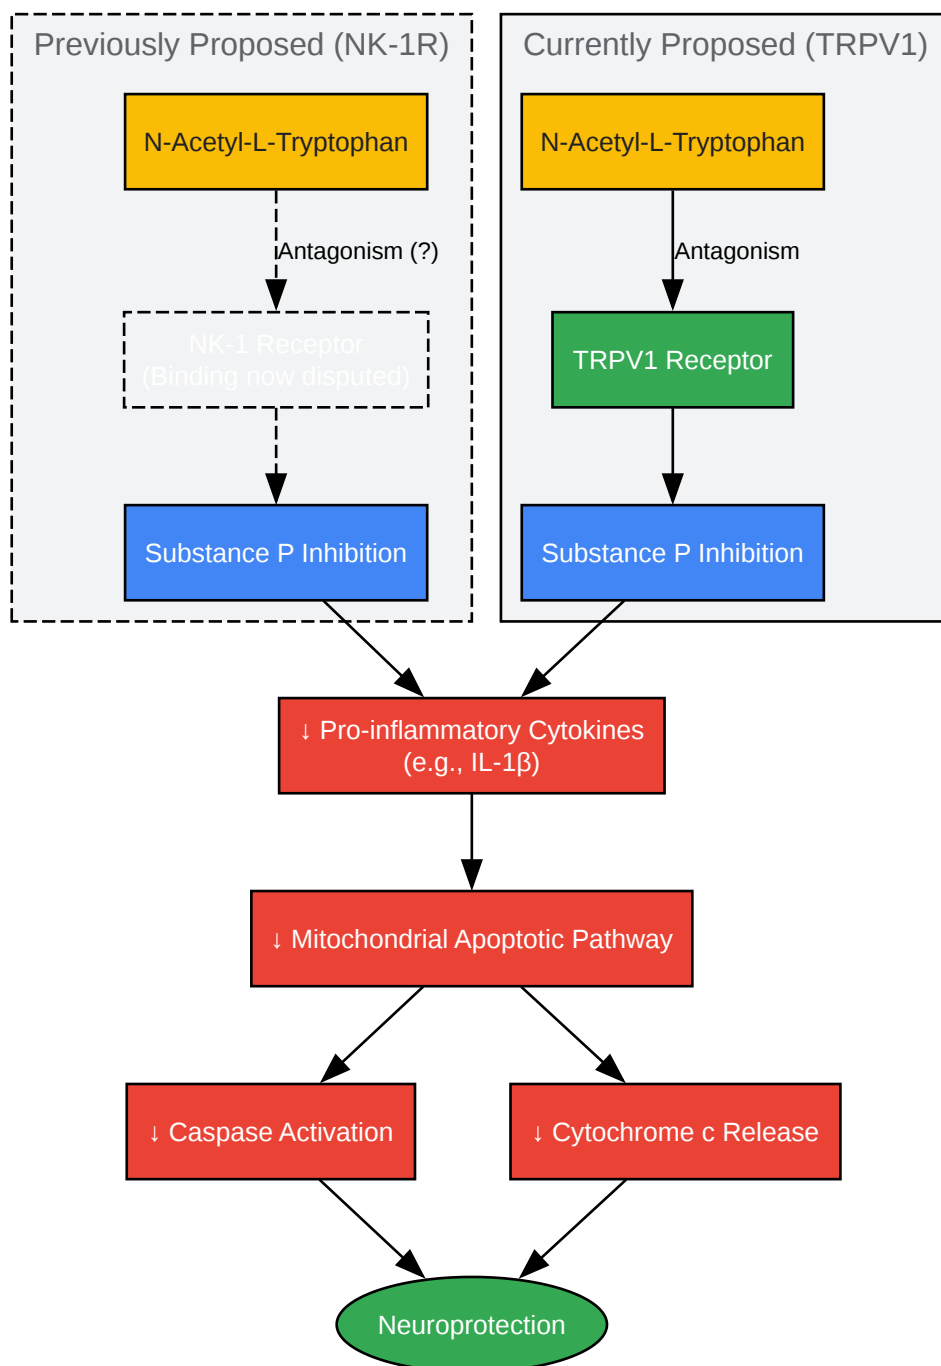 Previously Proposed (NK-1R)
N-Acetyl-L-Tryptophan
Antagonism (?)
NK-1 Receptor
(Binding now disputed)
Substance P Inhibition
Currently Proposed (TRPV1)
N-Acetyl-L-Tryptophan
Antagonism
TRPV1 Receptor
Substance P Inhibition
↓ Pro-inflammatory Cytokines
(e.g., IL-1β)
↓ Mitochondrial Apoptotic Pathway
↓ Caspase Activation
↓ Cytochrome c Release
Neuroprotection